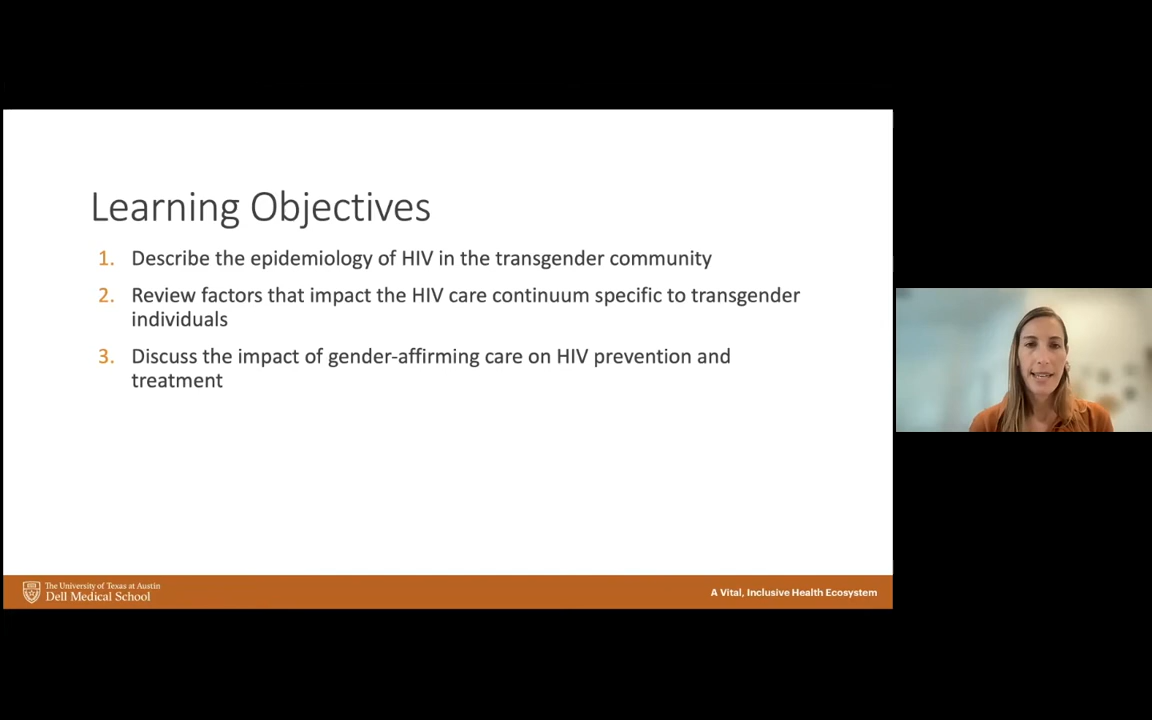 Learning Objectives
1. Describe the epidemiology of HIV in the transgender community
2. Review factors that impact the HIV care continuum specific to transgender
individuals
3. Discuss the impact of gender-affirming care on HIV prevention and
treatment
The University of Texas at Austin
Dell Medical School
A Vital, Inclusive Health Ecosystem